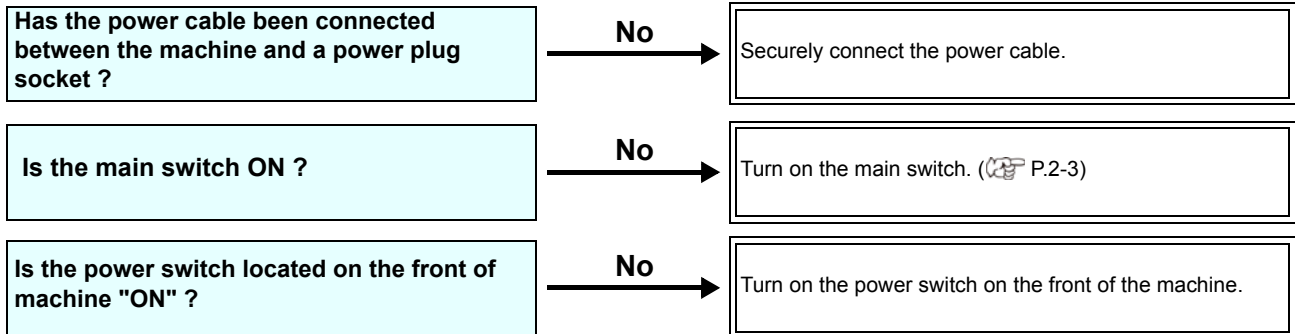 Has the power cable been connected
between the machine and a power plug
socket ?
No
Securely connect the power cable.
Is the main switch ON ?
No
Turn on the main switch. ( P.2-3)
Is the power switch located on the front of
machine "ON" ?
No
Turn on the power switch on the front of the machine.